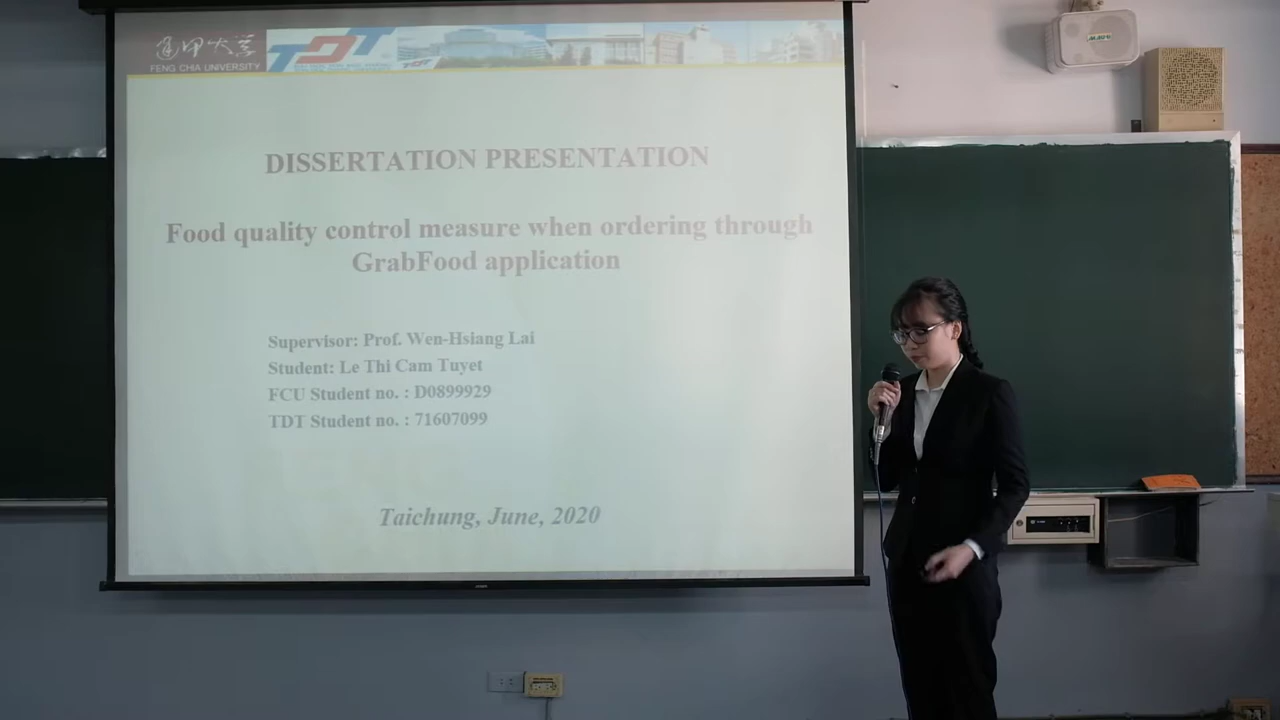 逢甲大學
FENG CHIA UNIVERSITY
TDT
DISSERTATION PRESENTATION
Food quality control measure when ordering through
GrabFood application
Supervisor: Prof. Wen-Hsiang Lai
Student: Le Thi Cam Tuyet
FCU Student no. : D0899929
TDT Student no. : 71607099
Taichung, June, 2020